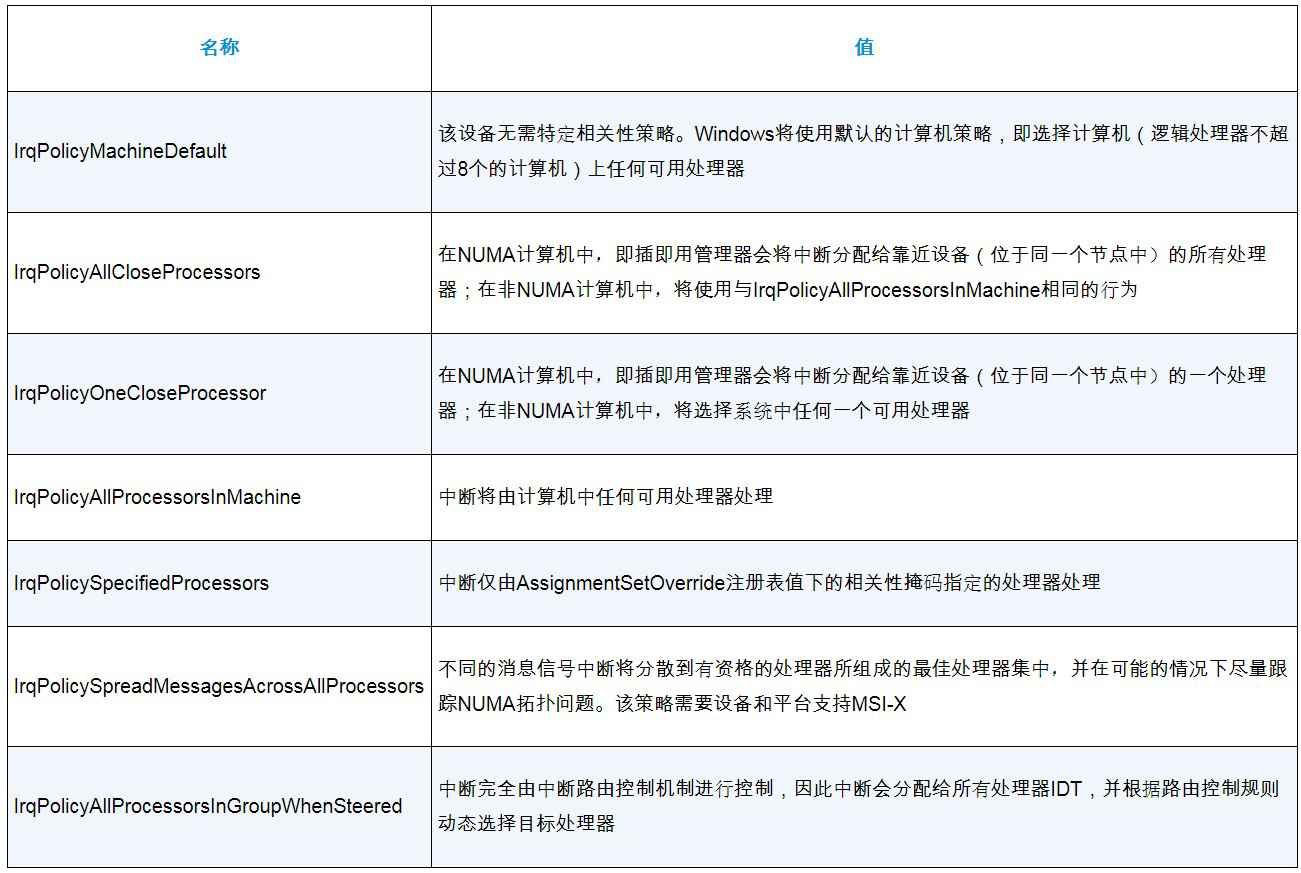 名称
值
IrqPolicyMachineDefault
该设备无需特定相关性策略。Windows将使用默认的计算机策略，即选择计算机（逻辑处理器不超
过8个的计算机）上任何可用处理器
IrqPolicyAllCloseProcessors
在NUMA计算机中，即插即用管理器会将中断分配给靠近设备（位于同一个节点中）的所有处理
器；在非NUMA计算机中，将使用与IrqPolicyAllProcessorsInMachine相同的行为
IrqPolicyOneCloseProcessor
在NUMA计算机中，即插即用管理器会将中断分配给靠近设备（位于同一个节点中）的一个处理
器；在非NUMA计算机中，将选择系统中任何一个可用处理器
IrqPolicyAllProcessorsInMachine
中断将由计算机中任何可用处理器处理
IrqPolicySpecifiedProcessors
中断仅由AssignmentSetOverride注册表值下的相关性掩码指定的处理器处理
IrqPolicySpreadMessagesAcrossAllProcessors
不同的消息信号中断将分散到有资格的处理器所组成的最佳处理器集中，并在可能的情况下尽量跟
踪NUMA拓扑问题。该策略需要设备和平台支持MSI-X
IrqPolicyAllProcessorsInGroupWhenSteered
中断完全由中断路由控制机制进行控制，因此中断会分配给所有处理器IDT，并根据路由控制规则
动态选择目标处理器